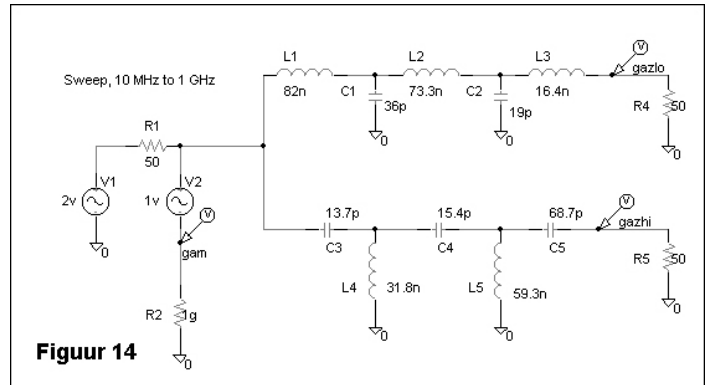 Sweep, 10 MHz to 1 GHz
L1
82n
C1
36p
0
L2
73.3n
C2
19p
0
L3
16.4n
V
gazlo
R4
50
0
R1
50
V1
2v
0
V2
1v
V
gam
R2
1g
0
13.7p
C3
L4
31.8n
0
15.4p
C4
L5
59.3n
0
68.7p
C5
V
gazhi
R5
50
0
Figuur 14